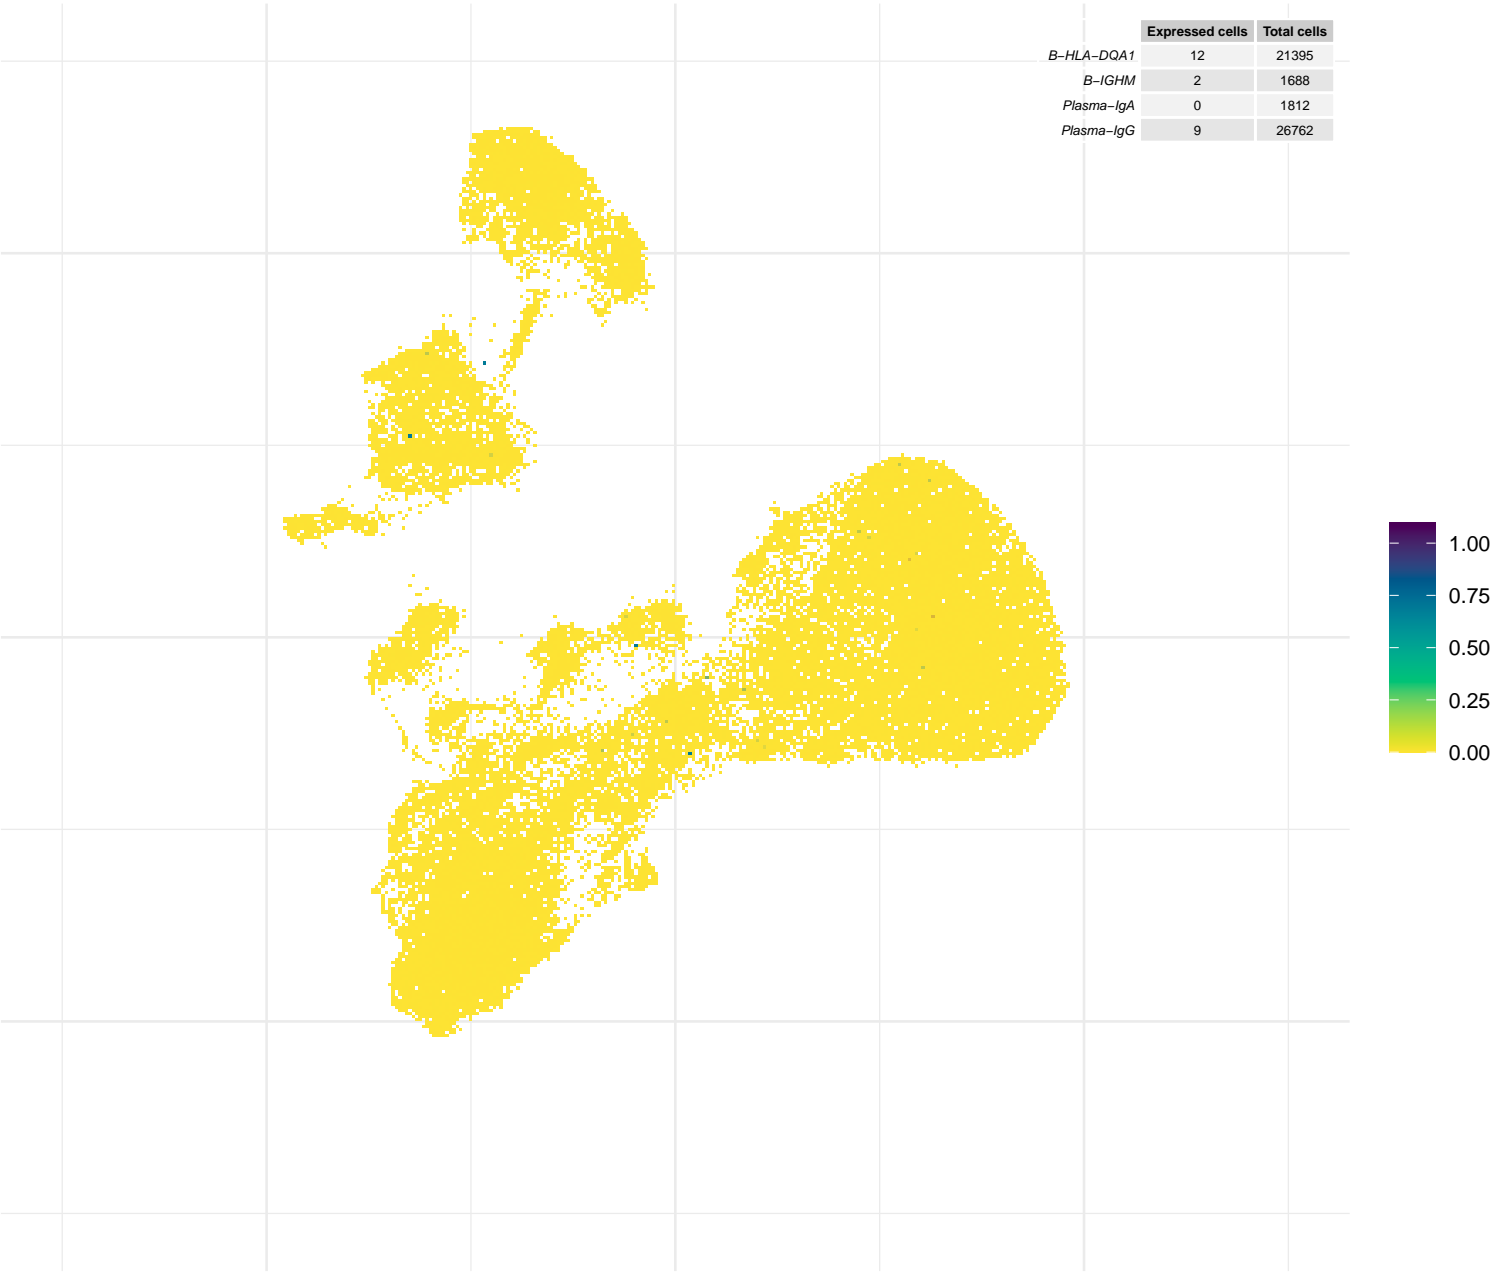 Expressed cells Total cells
B−HLA−DQA1 12 21395
B−IGHM 2 1688
Plasma−IgA 0 1812
Plasma−IgG 9 26762
1.00
0.75
0.50
0.25
0.00